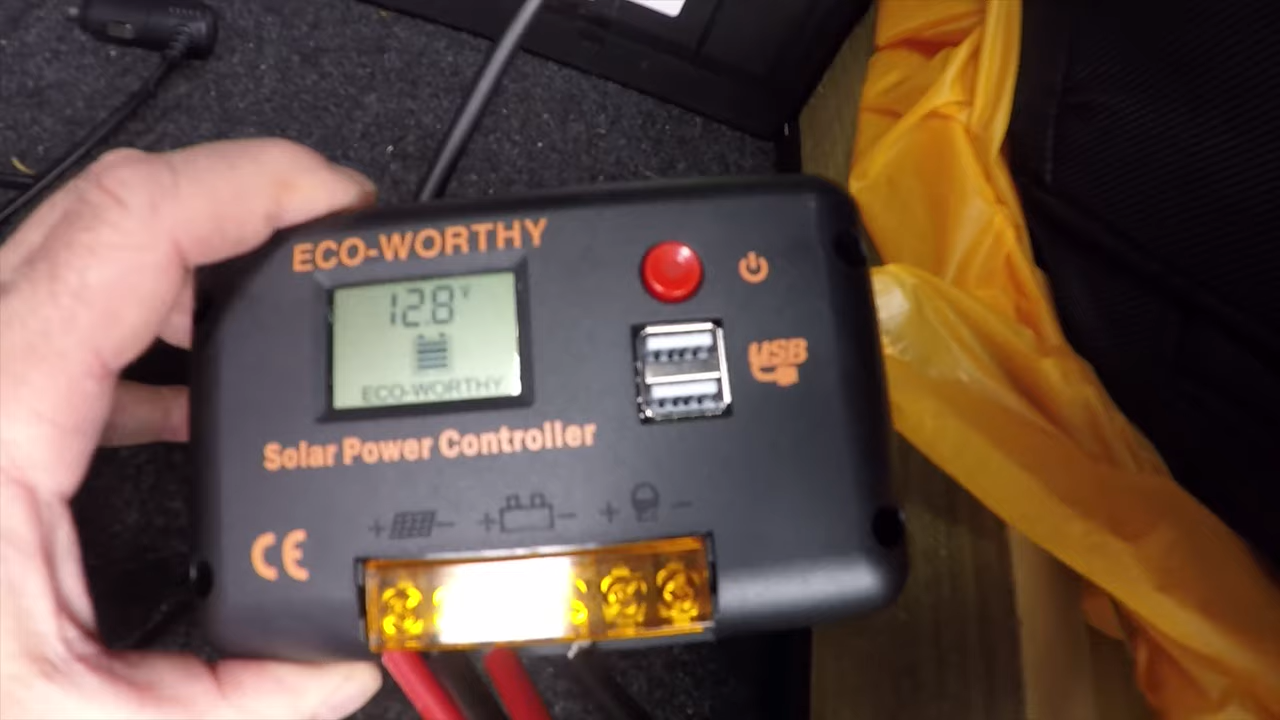 ECO-WORTHY
12.8V
ECO-WORTHY
USB
Solar Power Controller
+ - + - + -
CE